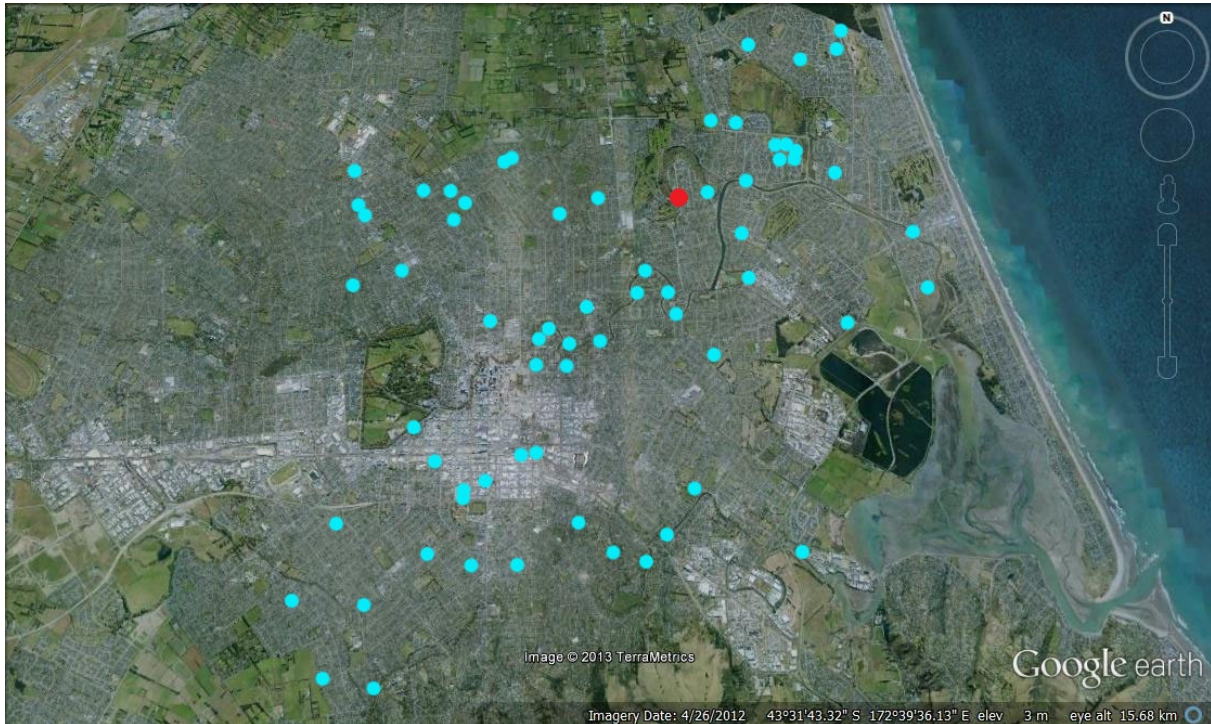 N
Image © 2013 TerraMetrics
Google earth
Imagery Date: 4/26/2012 43°31'43.32" S 172°39'36.13" E elev 3 m eye alt 15.68 km